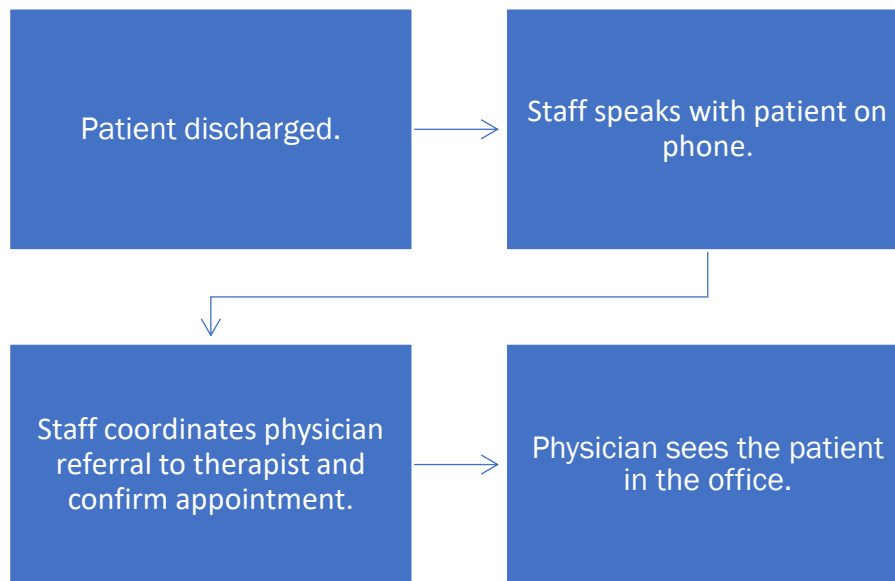 Patient discharged.
Staff speaks with patient on
phone.
Staff coordinates physician
referral to therapist and
confirm appointment.
Physician sees the patient
in the office.